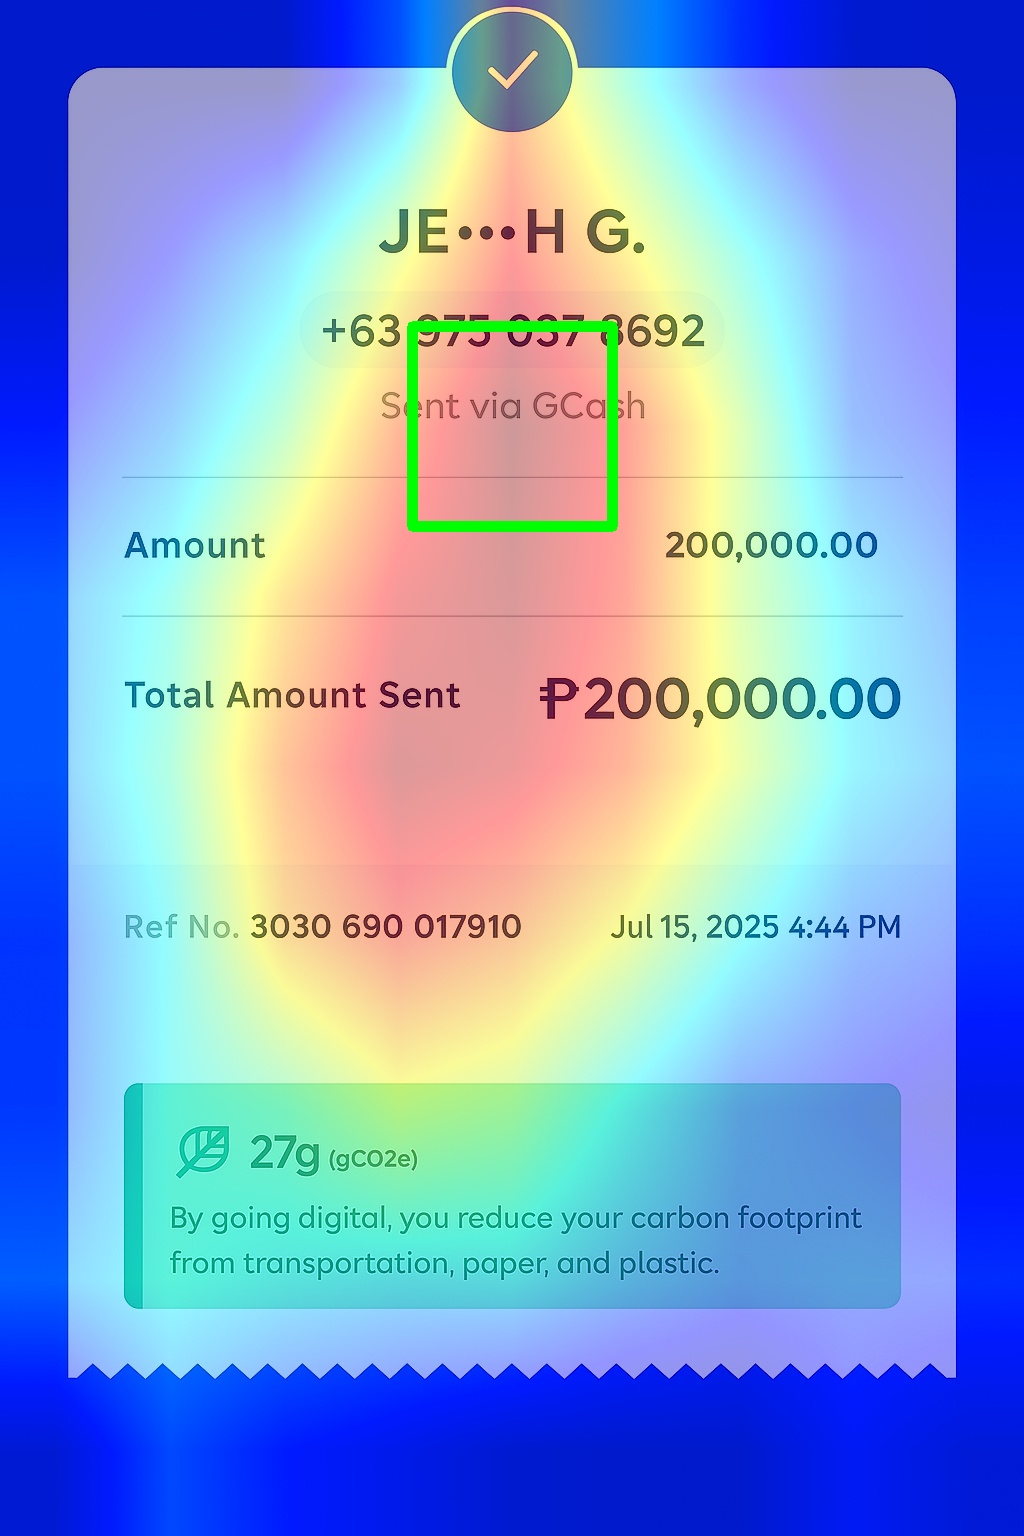 JE•••H G.
+63 975 037 8692
Sent via GCash
Amount 200,000.00
Total Amount Sent ₱200,000.00
Ref No. 3030 690 017910 Jul 15, 2025 4:44 PM
27g (gCO2e)
By going digital, you reduce your carbon footprint
from transportation, paper, and plastic.